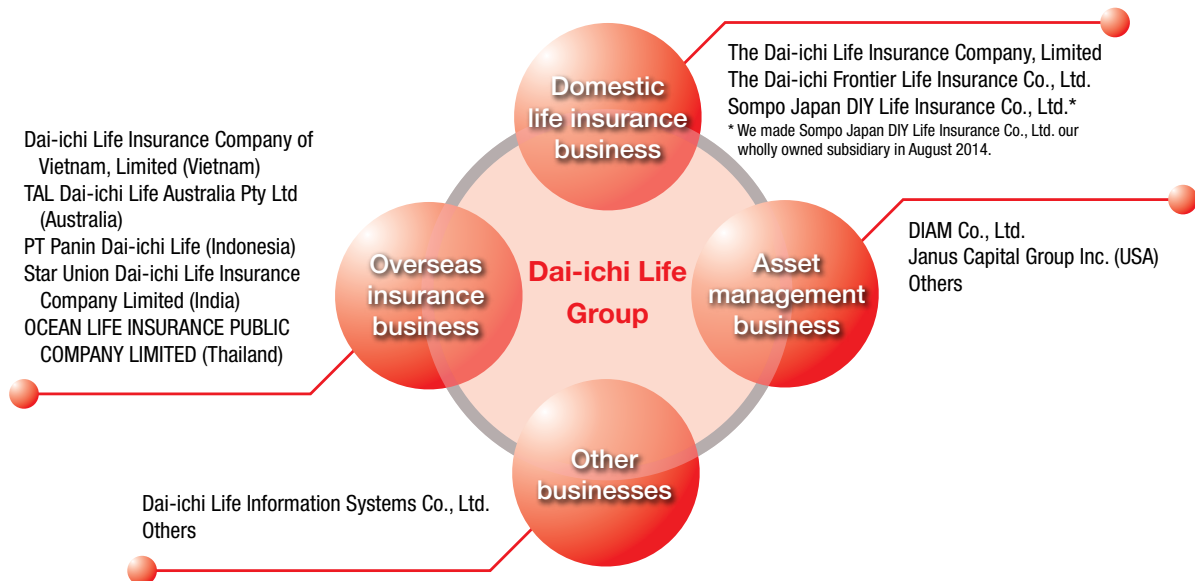 Domestic
life insurance
business
The Dai-ichi Life Insurance Company, Limited
The Dai-ichi Frontier Life Insurance Co., Ltd.
Sompo Japan DIY Life Insurance Co., Ltd.*
* We made Sompo Japan DIY Life Insurance Co., Ltd. our
wholly owned subsidiary in August 2014.
Dai-ichi Life Insurance Company of
Vietnam, Limited (Vietnam)
TAL Dai-ichi Life Australia Pty Ltd
(Australia)
PT Panin Dai-ichi Life (Indonesia)
Star Union Dai-ichi Life Insurance
Company Limited (India)
OCEAN LIFE INSURANCE PUBLIC
COMPANY LIMITED (Thailand)
Overseas
insurance
business
Dai-ichi Life
Group
Asset
management
business
DIAM Co., Ltd.
Janus Capital Group Inc. (USA)
Others
Other
businesses
Dai-ichi Life Information Systems Co., Ltd.
Others